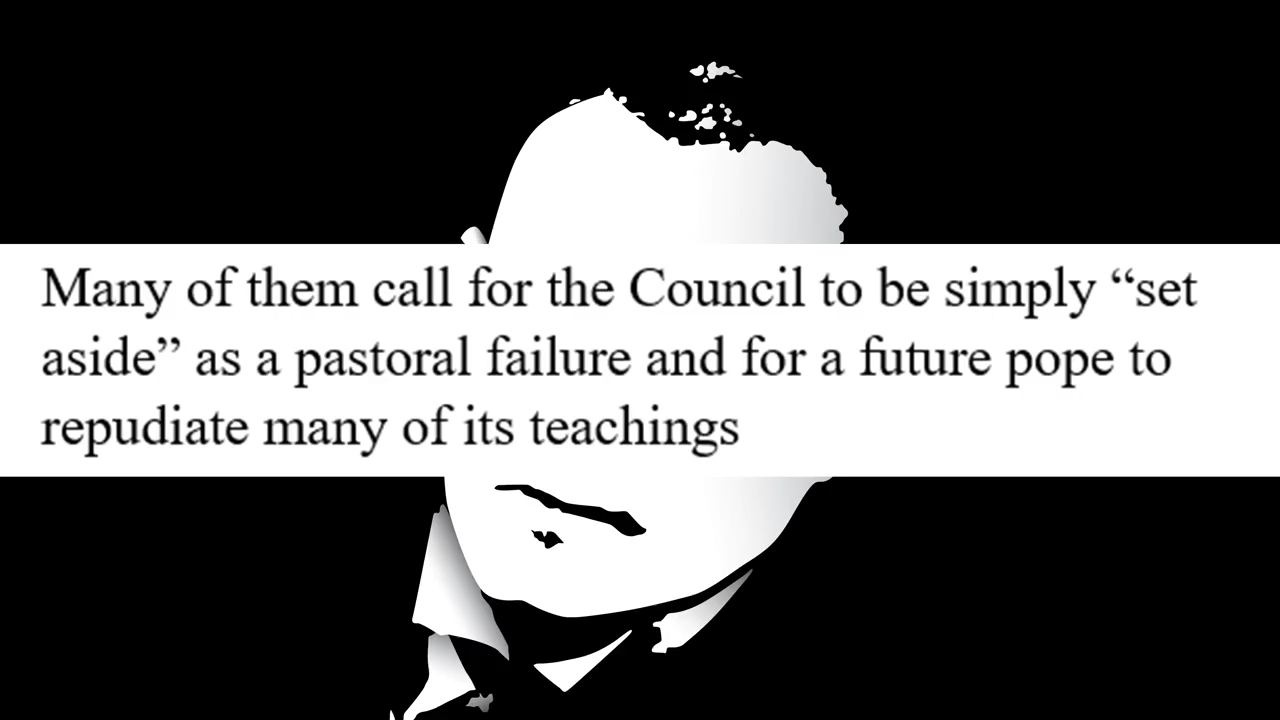 Many of them call for the Council to be simply “set
aside” as a pastoral failure and for a future pope to
repudiate many of its teachings